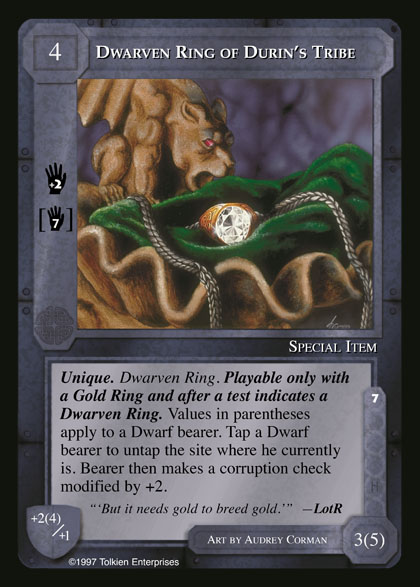 4
DWARVEN RING OF DURIN'S TRIBE
+2
[7]
SPECIAL ITEM
Unique. Dwarven Ring. Playable only with
a Gold Ring and after a test indicates a
Dwarven Ring. Values in parentheses
apply to a Dwarf bearer. Tap a Dwarf
bearer to untap the site where he currently
is. Bearer then makes a corruption check
modified by +2.
"'But it needs gold to breed gold.'" —LotR
7
H
+2(4)/+1
ART BY AUDREY CORMAN
3(5)
©1997 Tolkien Enterprises